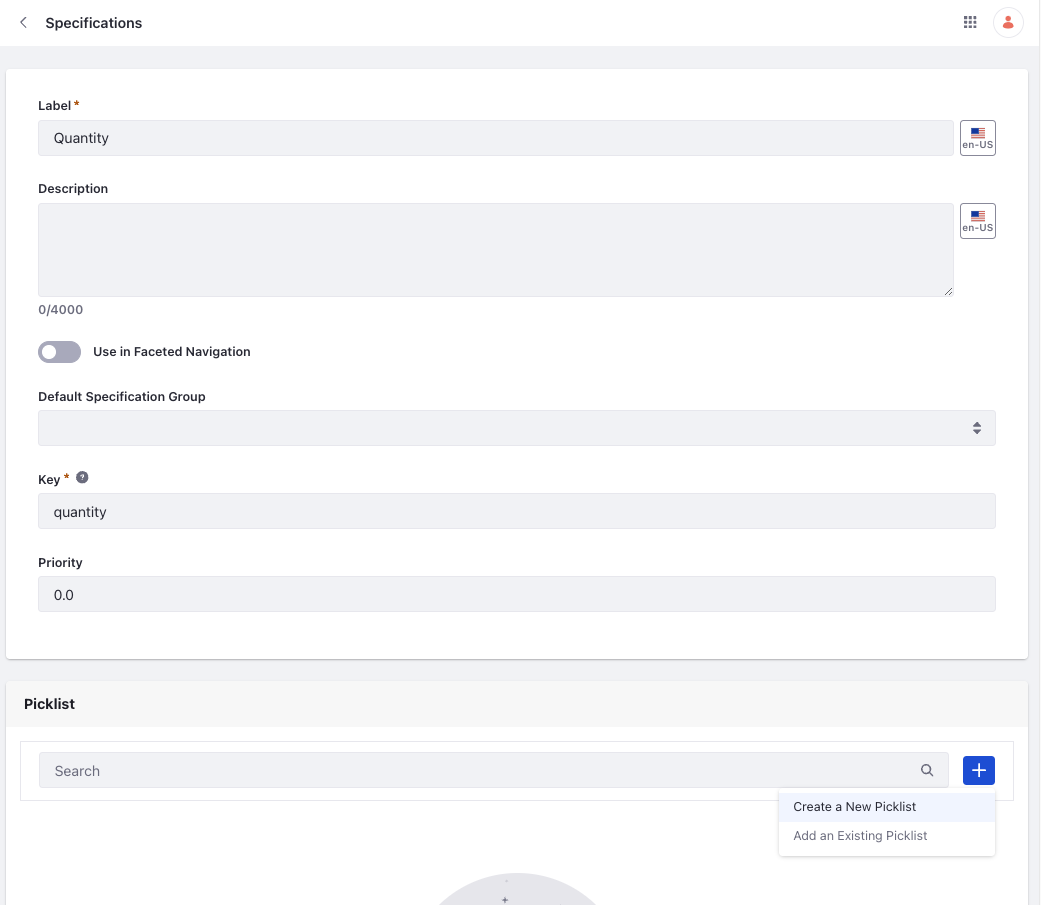 Specifications
Label *
Quantity
en-US
Description
en-US
0/4000
Use in Faceted Navigation
Default Specification Group
Key * ?
quantity
Priority
0.0
Picklist
Search
Create a New Picklist
Add an Existing Picklist